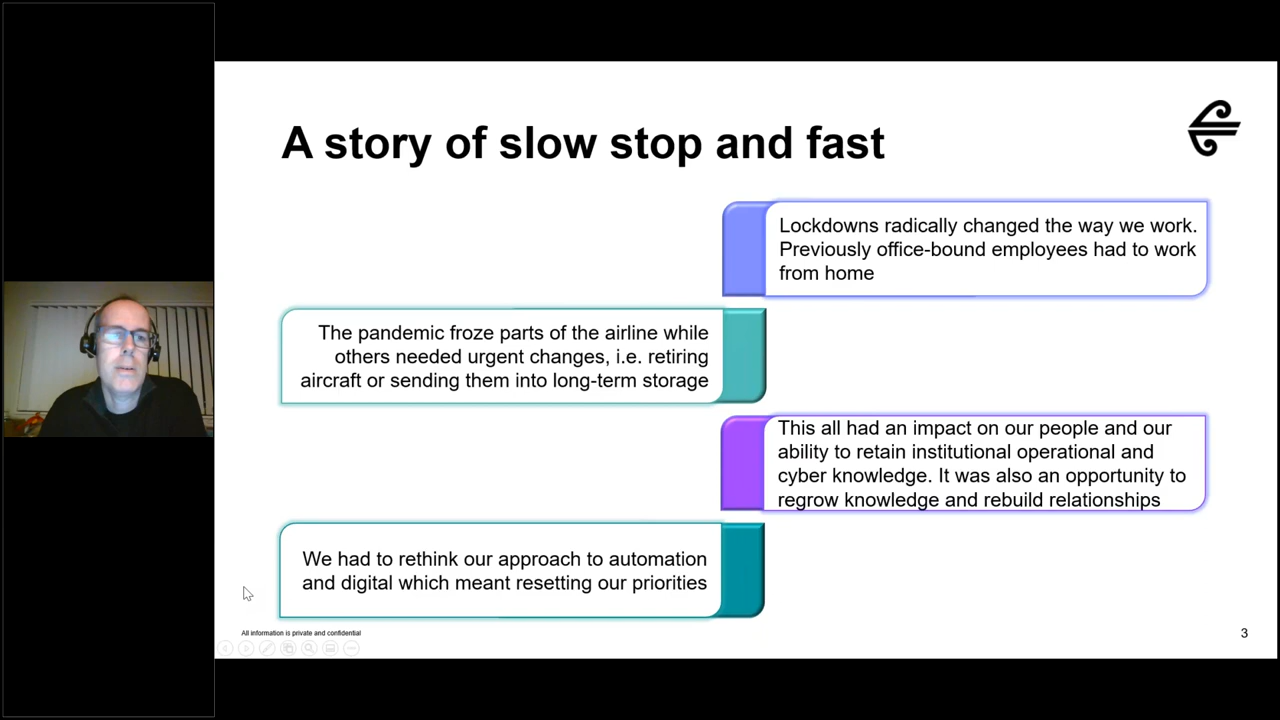 A story of slow stop and fast
Lockdowns radically changed the way we work.
Previously office-bound employees had to work
from home
The pandemic froze parts of the airline while
others needed urgent changes, i.e. retiring
aircraft or sending them into long-term storage
This all had an impact on our people and our
ability to retain institutional operational and
cyber knowledge. It was also an opportunity to
regrow knowledge and rebuild relationships
We had to rethink our approach to automation
and digital which meant resetting our priorities
All information is private and confidential
3